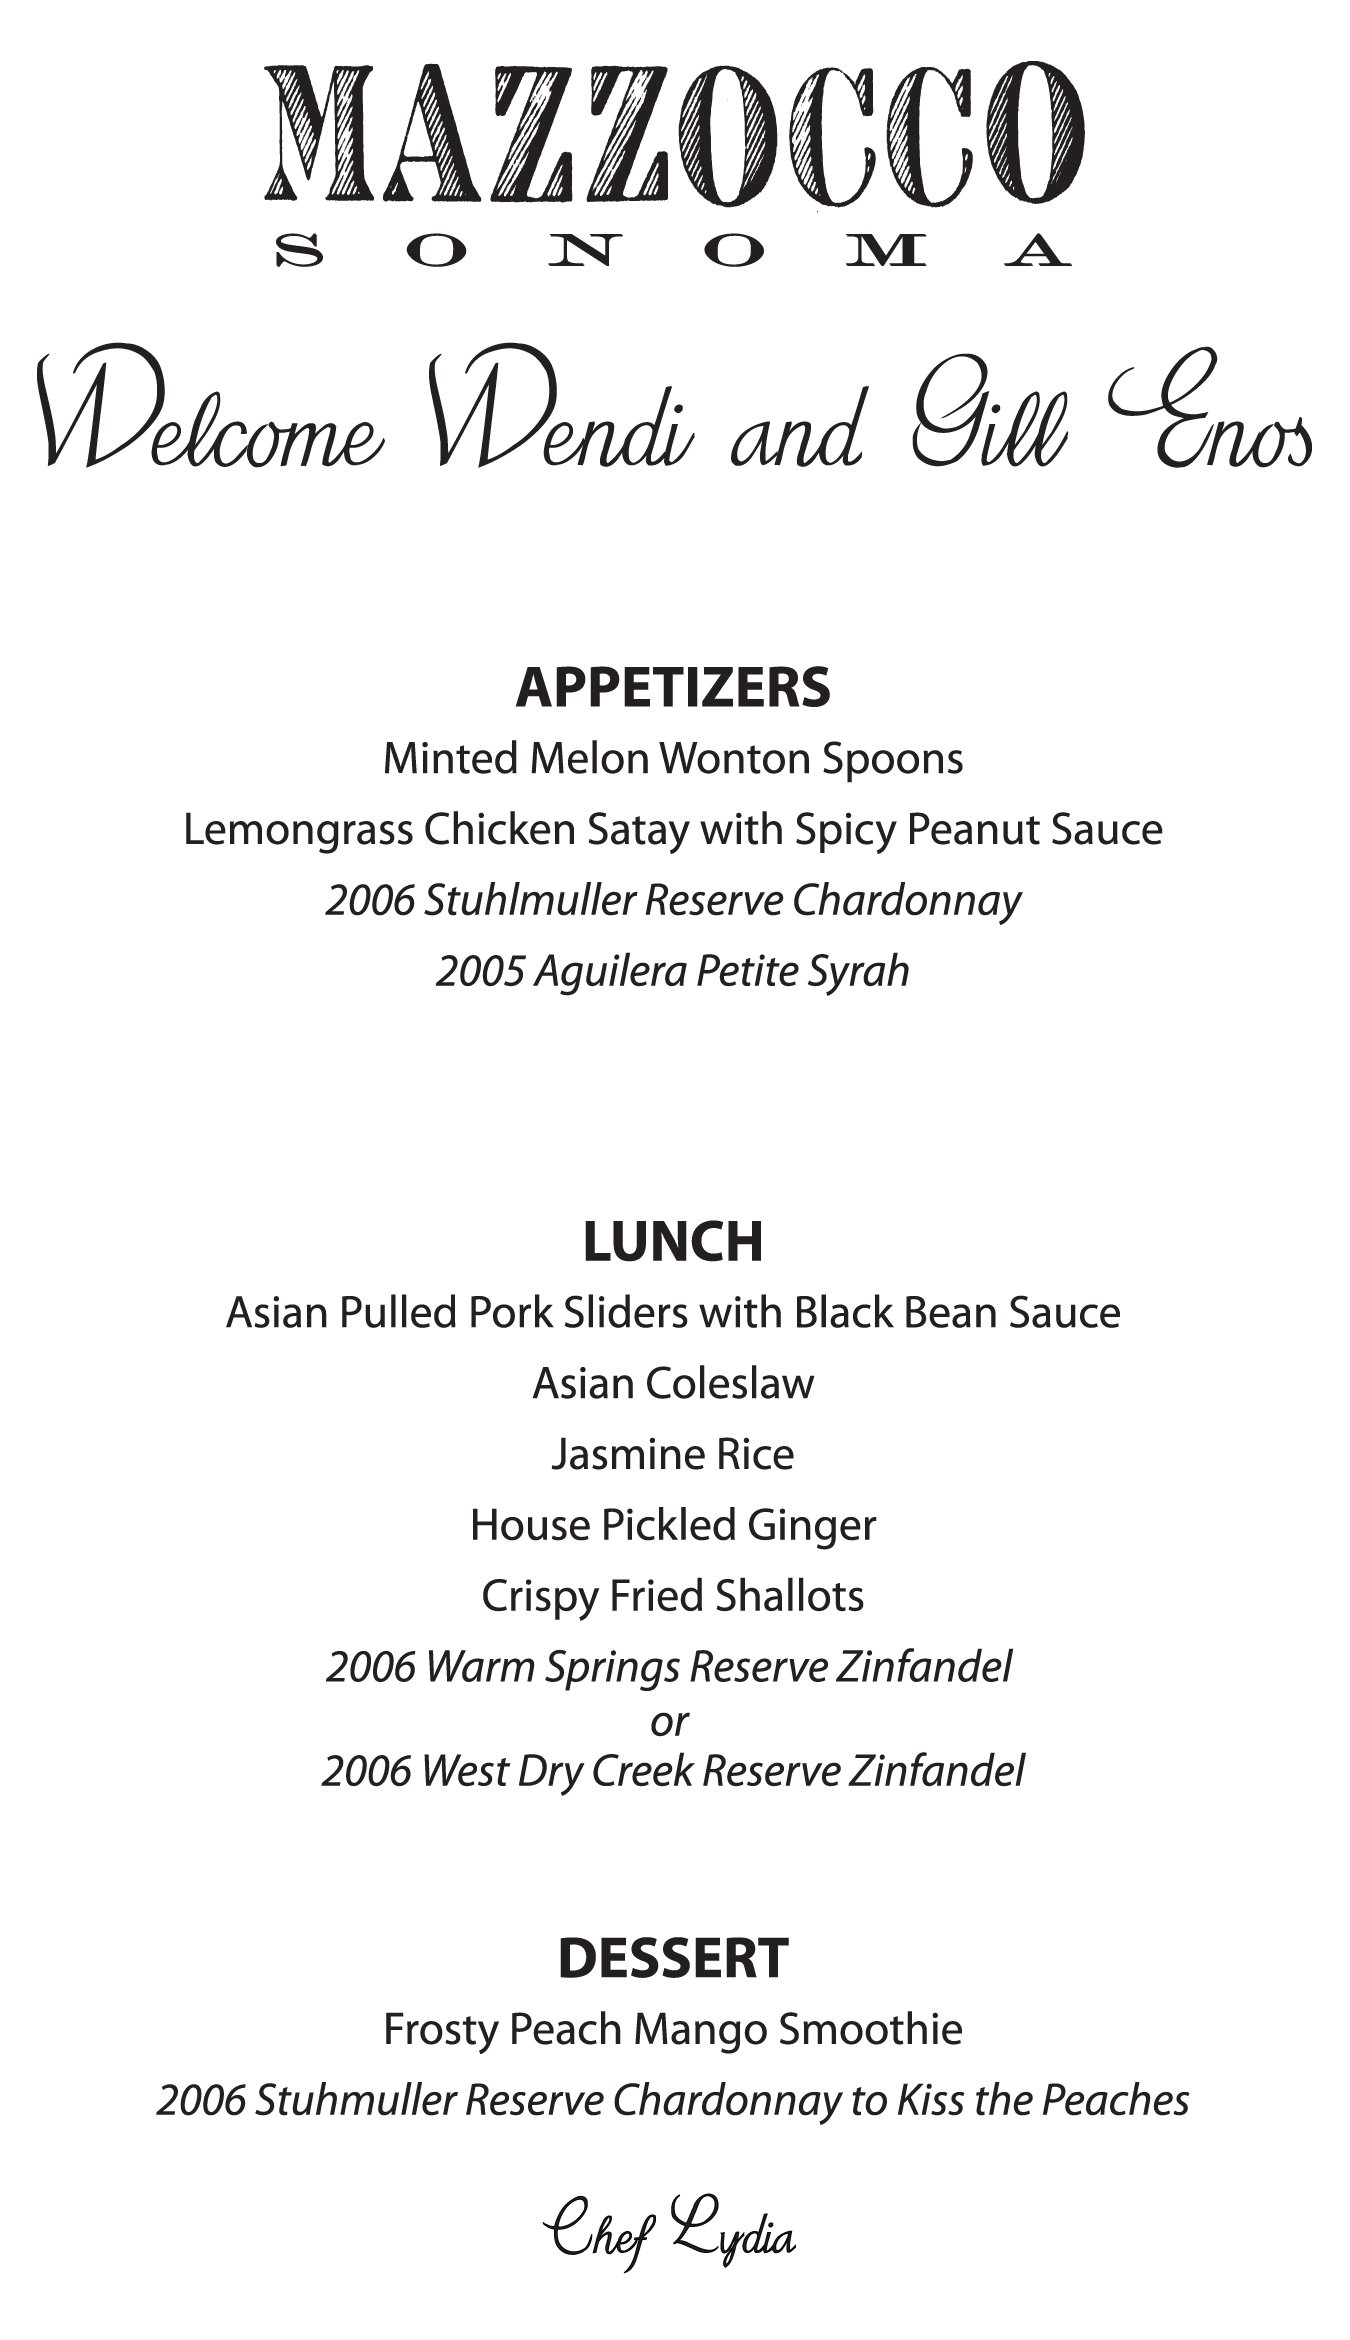 MAZZOCCO
SONOMA
Welcome Wendi and Gill Enos
APPETIZERS
Minted Melon Wonton Spoons
Lemongrass Chicken Satay with Spicy Peanut Sauce
2006 Stuhlmuller Reserve Chardonnay
2005 Aguilera Petite Syrah
LUNCH
Asian Pulled Pork Sliders with Black Bean Sauce
Asian Coleslaw
Jasmine Rice
House Pickled Ginger
Crispy Fried Shallots
2006 Warm Springs Reserve Zinfandel
or
2006 West Dry Creek Reserve Zinfandel
DESSERT
Frosty Peach Mango Smoothie
2006 Stuhmuller Reserve Chardonnay to Kiss the Peaches
Chef Lydia